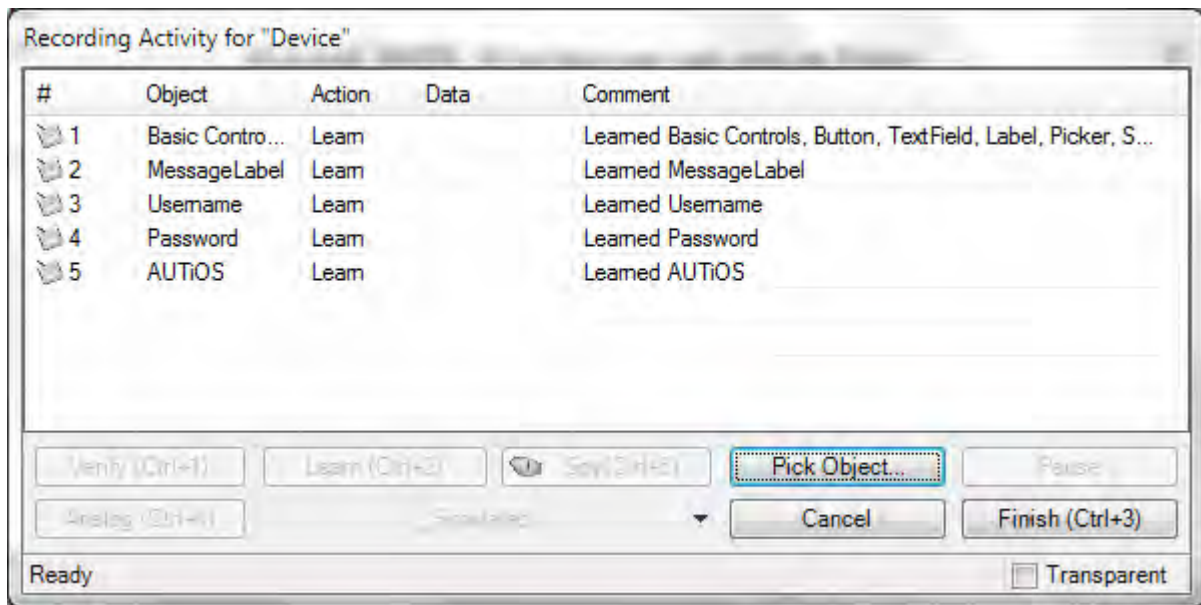 Recording Activity for "Device"
# Object Action Data Comment
1 Basic Contro... Learn Learned Basic Controls, Button, TextField, Label, Picker, S...
2 MessageLabel Learn Learned MessageLabel
3 Username Learn Learned Username
4 Password Learn Learned Password
5 AUTiOS Learn Learned AUTiOS
Verify (Ctrl+1) Learn (Ctrl+2) Pick Object... Pause
Cancel Finish (Ctrl+3)
Ready Transparent